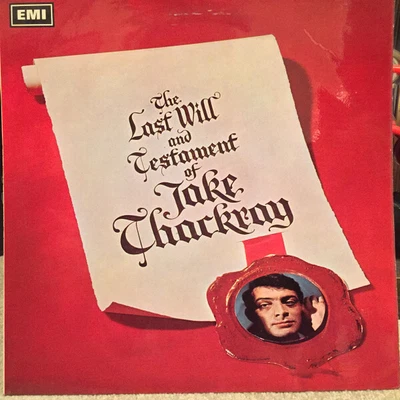 EMI
The
Last Will
and
Testament
of
Jake
Thackray